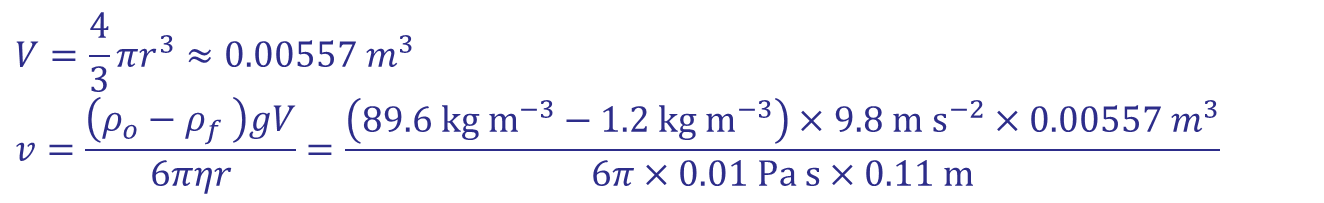 V = 4/3 πr³ ≈ 0.00557 m³
v = (ρₒ − ρ_f )gV / 6πηr = (89.6 kg m⁻³ − 1.2 kg m⁻³) × 9.8 m s⁻² × 0.00557 m³ / 6π × 0.01 Pa s × 0.11 m